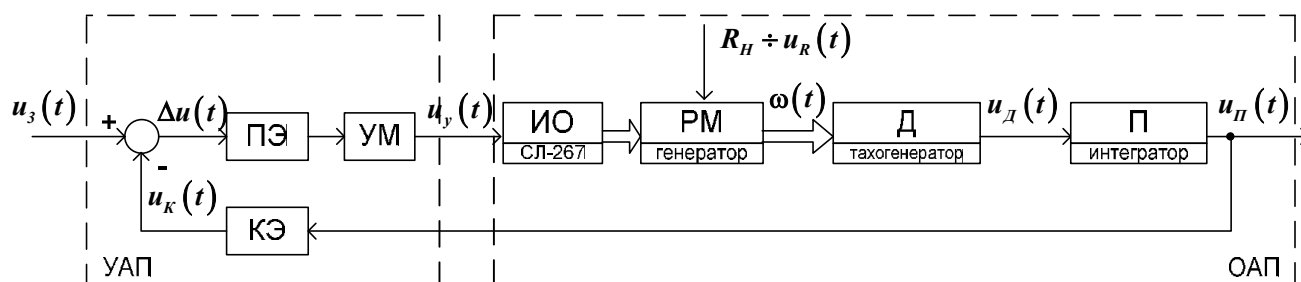 R_H ÷ u_R(t)
u_з(t)
+
Δu(t)
ПЭ
УМ
u_у(t)
ИО
СЛ-267
РМ
генератор
ω(t)
Д
тахогенератор
u_Д(t)
П
интегратор
u_П(t)
-
u_К(t)
КЭ
УАП
ОАП